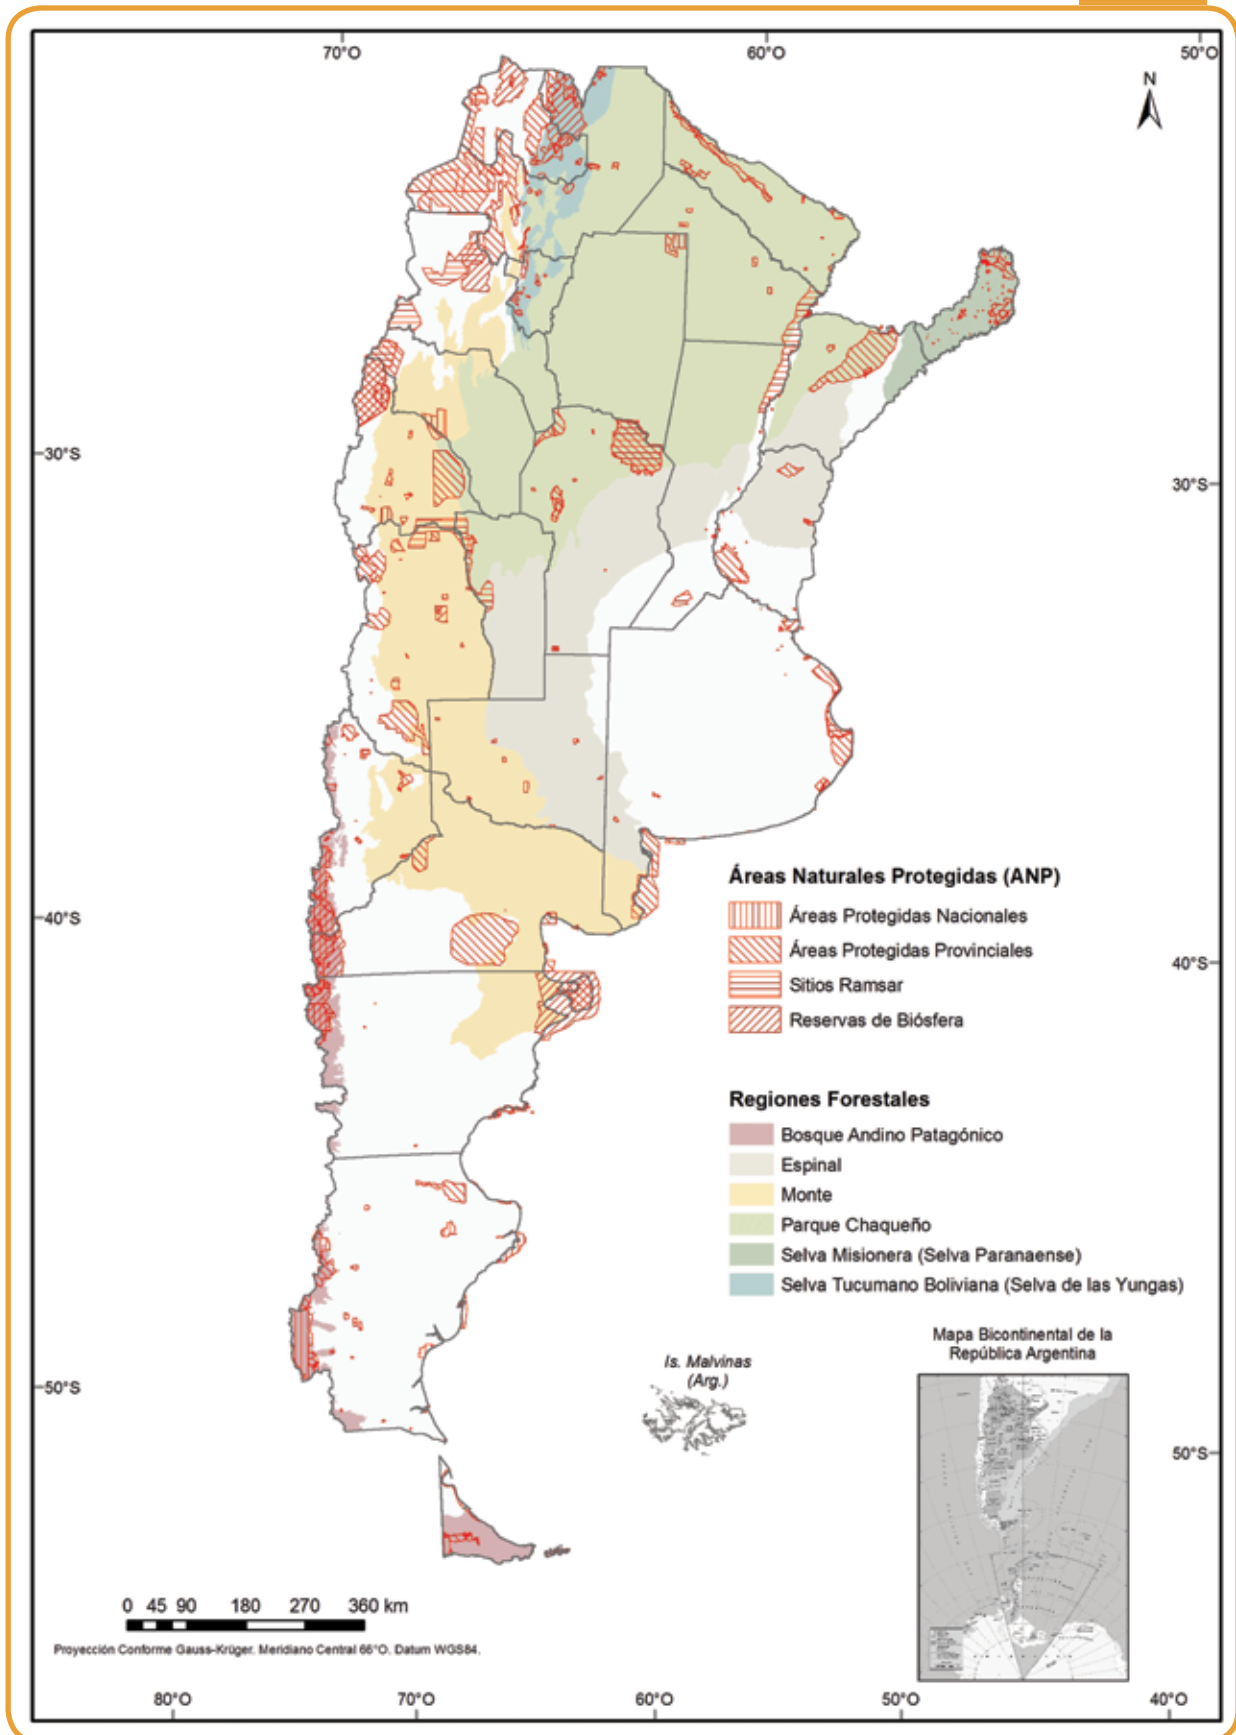 70°O
60°O
50°O
N
30°S
30°S
40°S
40°S
50°S
50°S
Áreas Naturales Protegidas (ANP)
Áreas Protegidas Nacionales
Áreas Protegidas Provinciales
Sitios Ramsar
Reservas de Biósfera
Regiones Forestales
Bosque Andino Patagónico
Espinal
Monte
Parque Chaqueño
Selva Misionera (Selva Paranaense)
Selva Tucumano Boliviana (Selva de las Yungas)
Mapa Bicontinental de la
República Argentina
Is. Malvinas
(Arg.)
0 45 90 180 270 360 km
Proyección Conforme Gauss-Krüger. Meridiano Central 66°O. Datum WGS84.
80°O
70°O
60°O
50°O
40°O